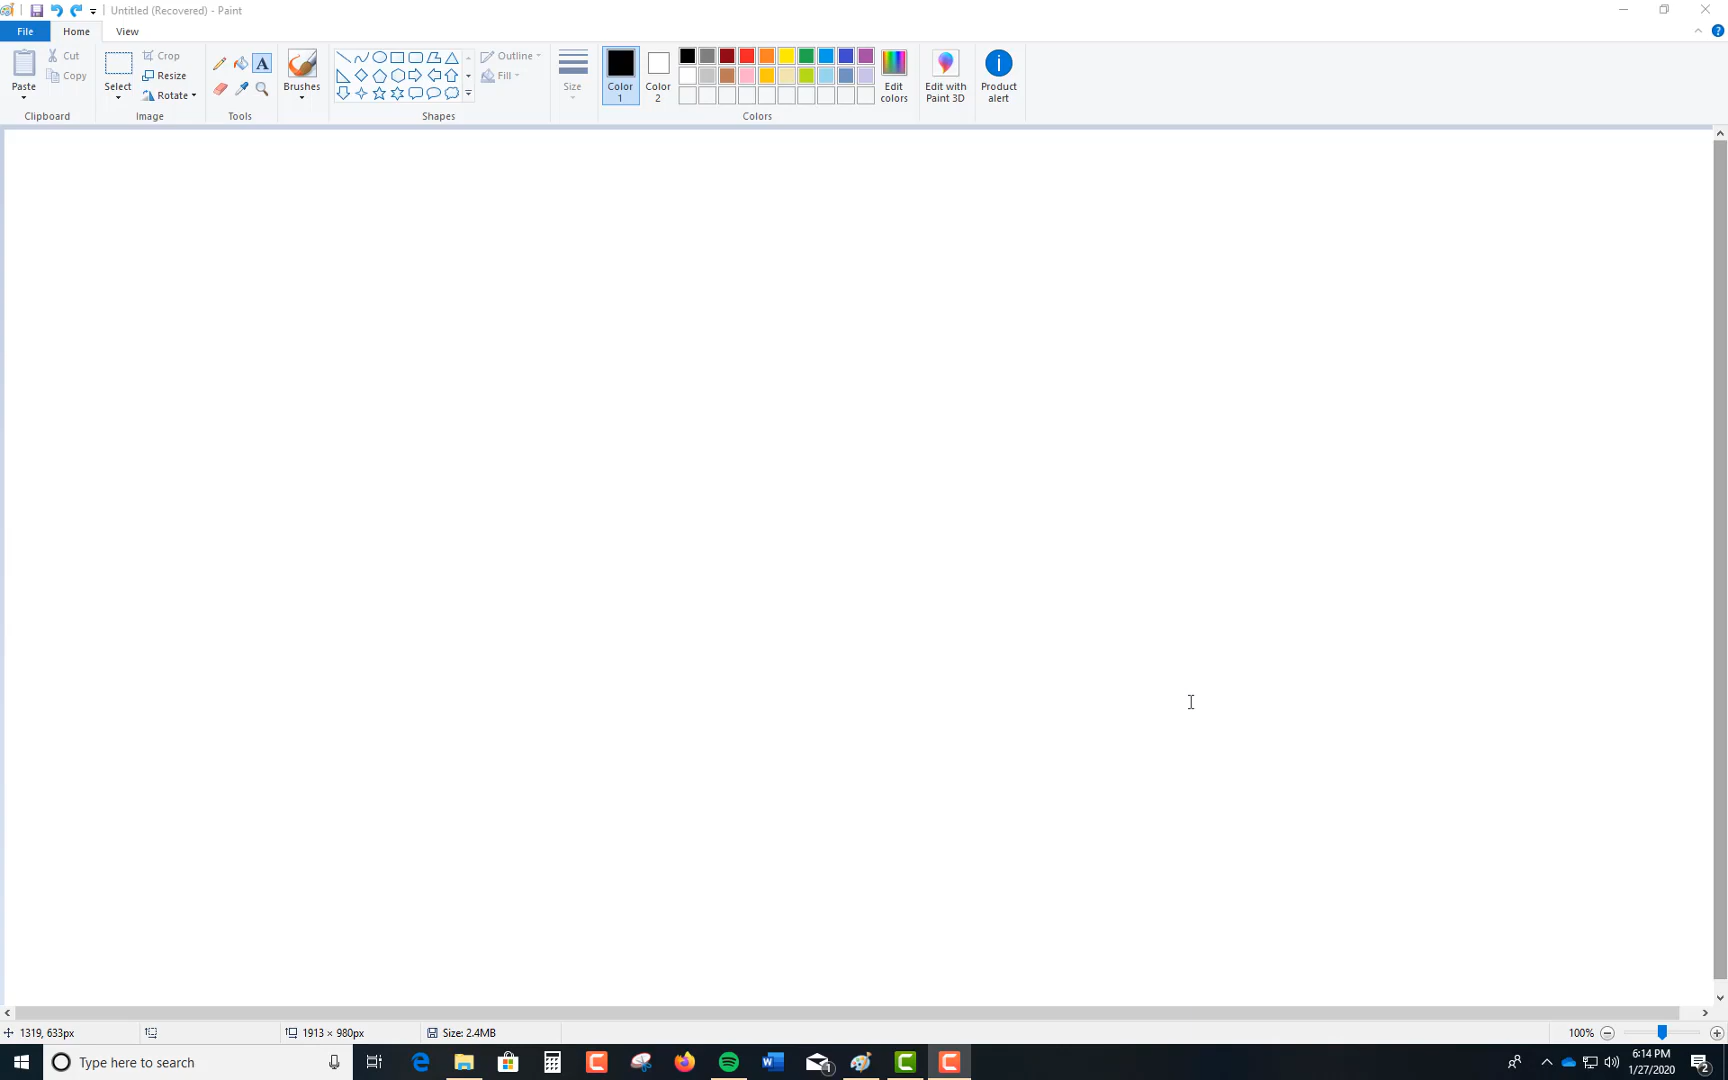 Untitled (Recovered) - Paint
File Home View
Paste
Cut
Copy
Clipboard
Select
Crop
Resize
Rotate
Image
A
Tools
Brushes
Shapes
Outline
Fill
Size
Color
1
Color
2
Edit
colors
Colors
Edit with
Paint 3D
Product
alert
1319, 633px
1913 × 980px
Size: 2.4MB
100%
Type here to search
6:14 PM
1/27/2020
1
2